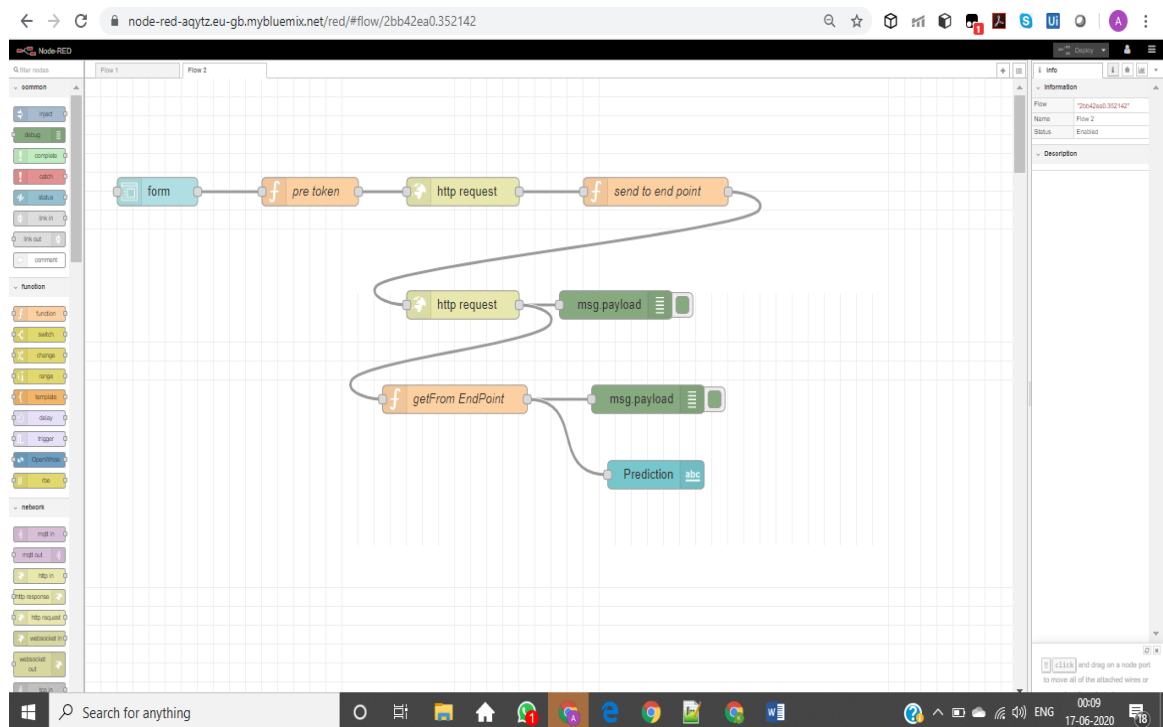 node-red-aqytz.eu-gb.mybluemix.net/red/#flow/2bb42ea0.352142
A
Node-RED
Deploy
filter nodes
Flow 1
Flow 2
info
common
Information
inject
Flow
"2bb42ea0.352142"
debug
Name
Flow 2
complete
Status
Enabled
catch
Description
status
link in
link out
comment
form
pre token
http request
send to end point
function
http request
msg.payload
function
switch
change
range
template
delay
trigger
OpenWhisk
rbe
getFrom EndPoint
msg.payload
Prediction
abc
network
mqtt in
mqtt out
http in
http response
http request
websocket in
websocket
out
tcp in
click and drag on a node port
to move all of the attached wires or
Search for anything
ENG
00:09
17-06-2020
18